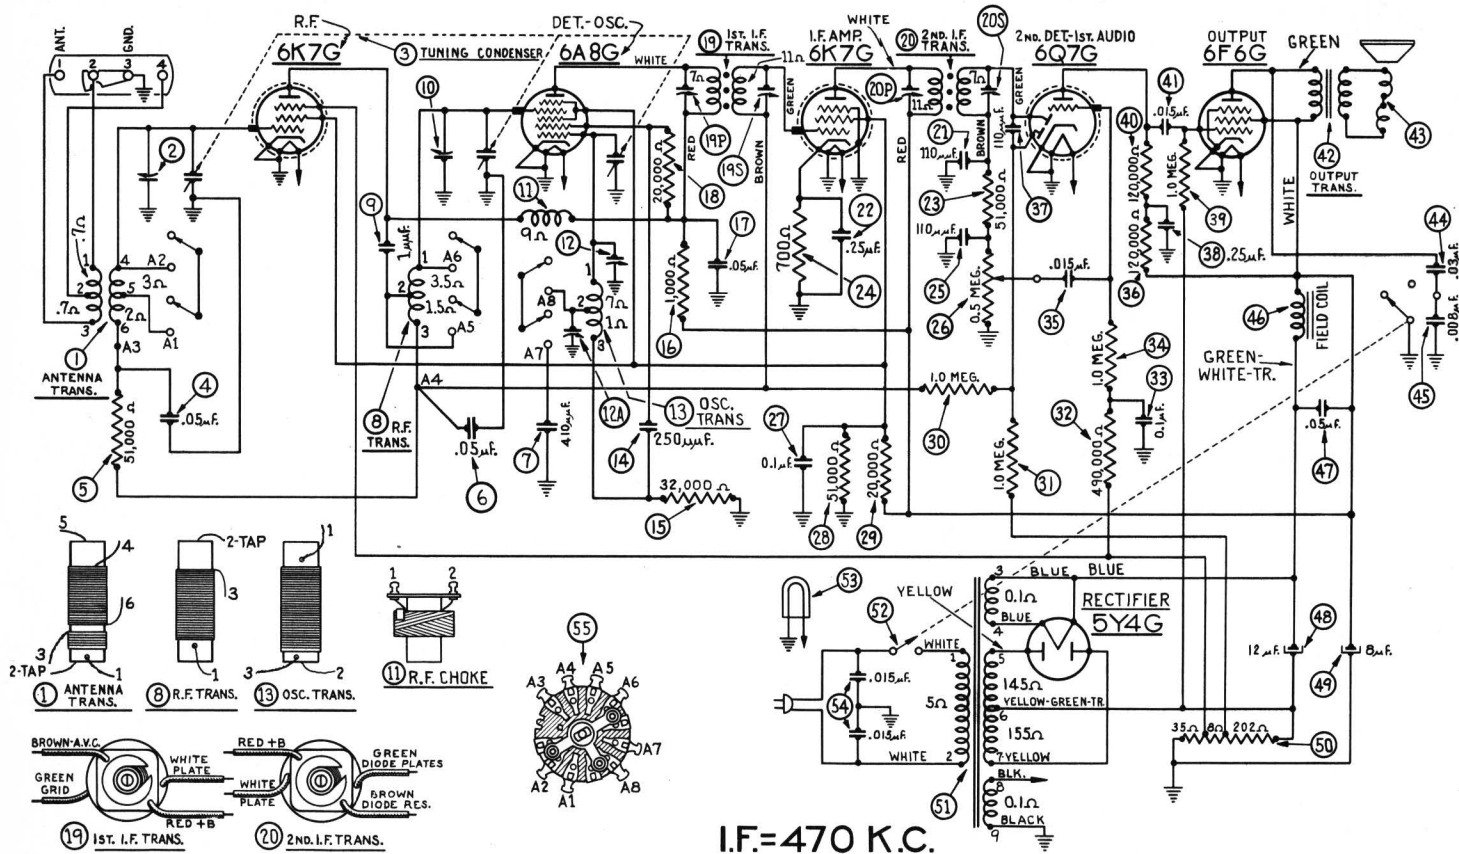 R.F.
6K7G
3 TUNING CONDENSER
DET.-OSC.
6A8G
WHITE
19 1ST. I.F. TRANS.
I.F. AMP.
6K7G
WHITE
20 2ND. I.F. TRANS.
20S
2ND. DET-1ST. AUDIO
6Q7G
OUTPUT
6F6G
GREEN
ANT.
GND.
1 2 3 4
2
10
7Ω
11Ω
GREEN
19P
19S
RED
BROWN
20P
11Ω
7Ω
RED
GREEN
BROWN
21
110μμF.
110μμF.
37
40
120,000Ω
41
.015μF.
1.0 MEG.
39
42
OUTPUT TRANS.
43
WHITE
20,000Ω
18
11
9Ω
9
1μμF.
12
17
.05μF.
16
1,000Ω
700Ω
24
22
.25μF.
23
51,000Ω
110μμF.
25
0.5 MEG.
26
.015μF.
35
36
120,000Ω
38 .25μF.
44
.03μF.
.008μF.
45
46
FIELD COIL
GREEN-WHITE-TR.
.7Ω
1
2
.7Ω
3
4
5
6
A2
3Ω
2Ω
A1
A3
1 ANTENNA TRANS.
4
.05μF.
51,000Ω
5
1
2
3
A6
3.5Ω
1.5Ω
A5
A4
8 R.F. TRANS.
.05μF.
6
A8
A7
7
410μμF.
1
2
3
7Ω
1Ω
12A
13 OSC. TRANS
14
250μμF.
32,000Ω
15
1.0 MEG.
30
27
0.1μF.
51,000Ω
28
20,000Ω
29
1.0 MEG.
31
1.0 MEG.
34
33
0.1μF.
32
490,000Ω
.05μF.
47
5
4
6
3
2-TAP
1
1 ANTENNA TRANS.
2-TAP
3
1
8 R.F. TRANS.
1
3
2
13 OSC. TRANS.
1 2
11 R.F. CHOKE
55
A3 A4 A5 A6
A7
A2 A1 A8
53
52
WHITE
.015μF.
54
.015μF.
WHITE
1
5Ω
2
51
YELLOW
3
BLUE
BLUE
0.1Ω
BLUE
4
RECTIFIER
5Y4G
5
145Ω
YELLOW-GREEN-TR.
6
155Ω
7
YELLOW
BLK.
8
0.1Ω
BLACK
9
48
12μF.
49
8μF.
35Ω 8Ω 202Ω
50
BROWN-A.V.C.
GREEN GRID
WHITE PLATE
RED +B
19 1ST. I.F. TRANS.
RED +B
WHITE PLATE
GREEN DIODE PLATES
BROWN DIODE RES.
20 2ND. I.F. TRANS.
I.F.=470 K.C.